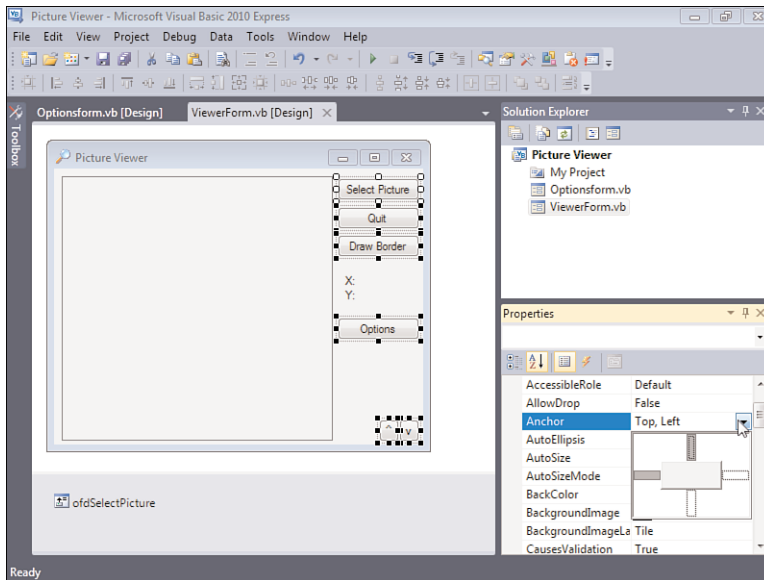 Picture Viewer - Microsoft Visual Basic 2010 Express
File Edit View Project Debug Data Tools Window Help
Toolbox
Optionsform.vb [Design] ViewerForm.vb [Design]
Picture Viewer
Select Picture
Quit
Draw Border
X:
Y:
Options
^ v
ofdSelectPicture
Solution Explorer
Picture Viewer
My Project
Optionsform.vb
ViewerForm.vb
Properties
AccessibleRole Default
AllowDrop False
Anchor Top, Left
AutoEllipsis
AutoSize
AutoSizeMode
BackColor
BackgroundImage
BackgroundImageLa Tile
CausesValidation True
Ready